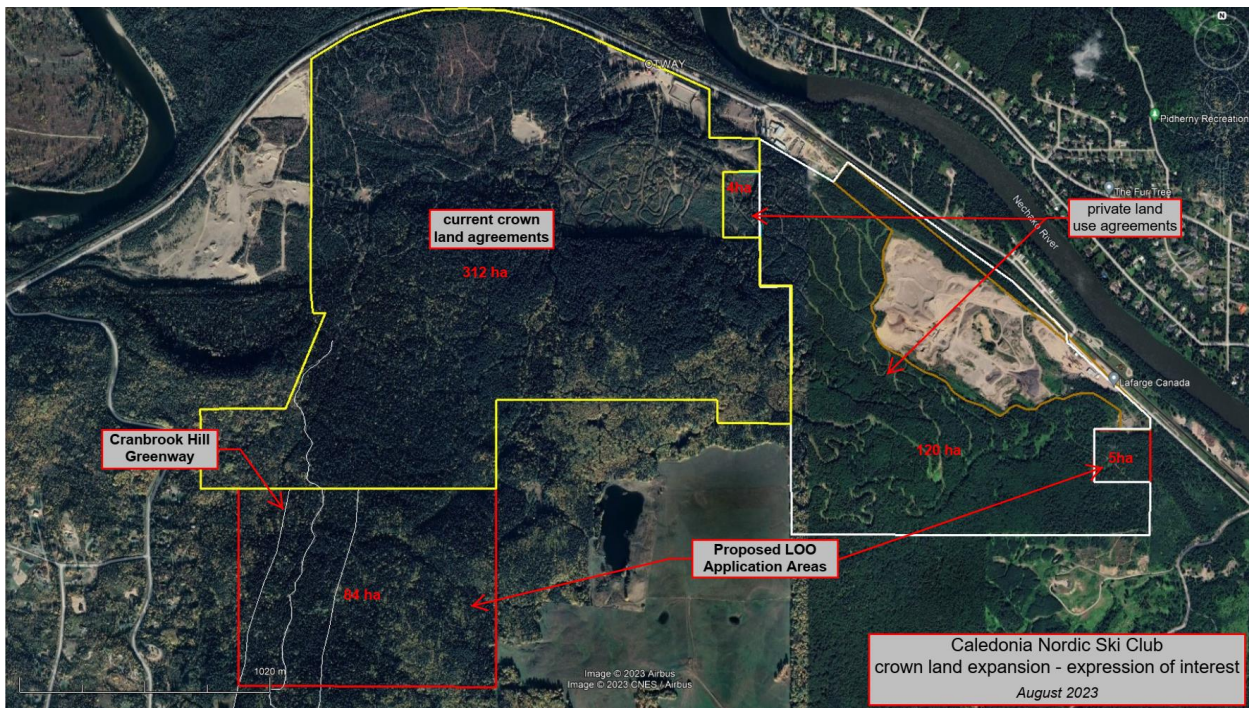 N
OTWAY
Pidherny Recreation
4ha
The Fur Tree
private land
use agreements
current crown
land agreements
Nechako River
312 ha
Lafarge Canada
Cranbrook Hill
Greenway
120 ha
5ha
Proposed LOO
Application Areas
84 ha
1020 m
Image © 2023 Airbus
Image © 2023 CNES / Airbus
Caledonia Nordic Ski Club
crown land expansion - expression of interest
August 2023